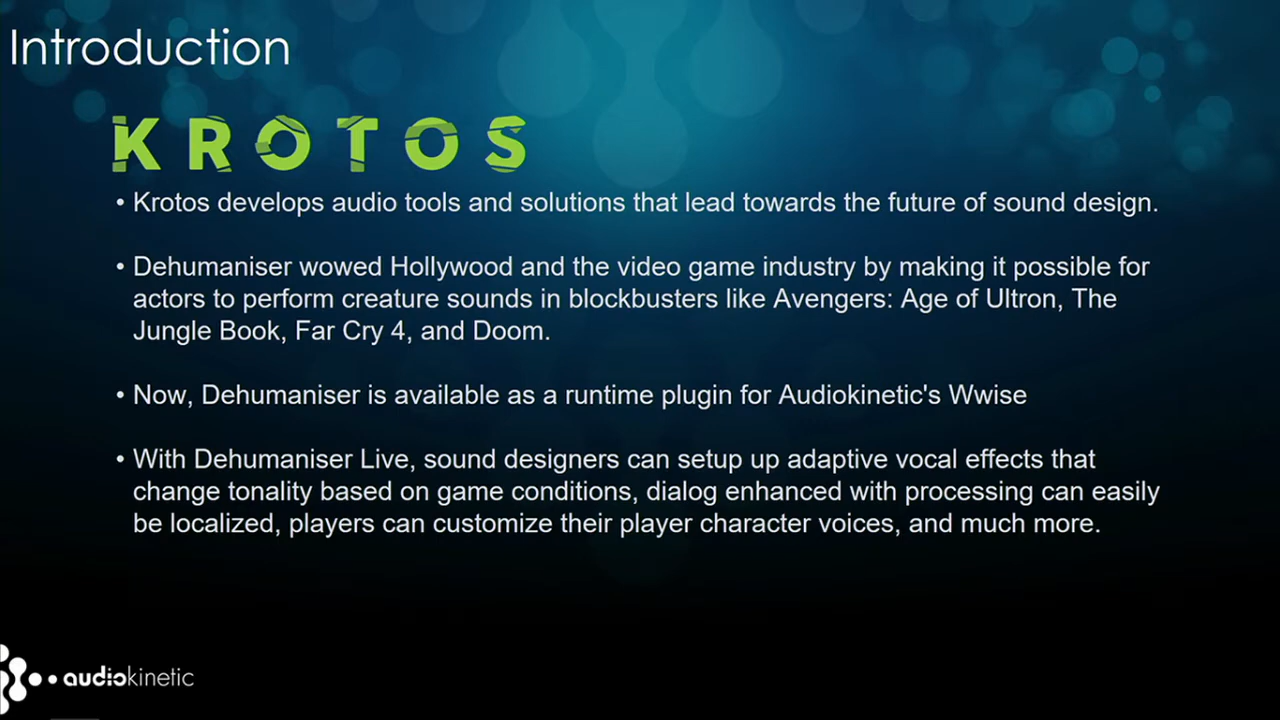 Introduction
KROTOS
• Krotos develops audio tools and solutions that lead towards the future of sound design.
• Dehumaniser wowed Hollywood and the video game industry by making it possible for
actors to perform creature sounds in blockbusters like Avengers: Age of Ultron, The
Jungle Book, Far Cry 4, and Doom.
• Now, Dehumaniser is available as a runtime plugin for Audiokinetic's Wwise
• With Dehumaniser Live, sound designers can setup up adaptive vocal effects that
change tonality based on game conditions, dialog enhanced with processing can easily
be localized, players can customize their player character voices, and much more.
audiokinetic